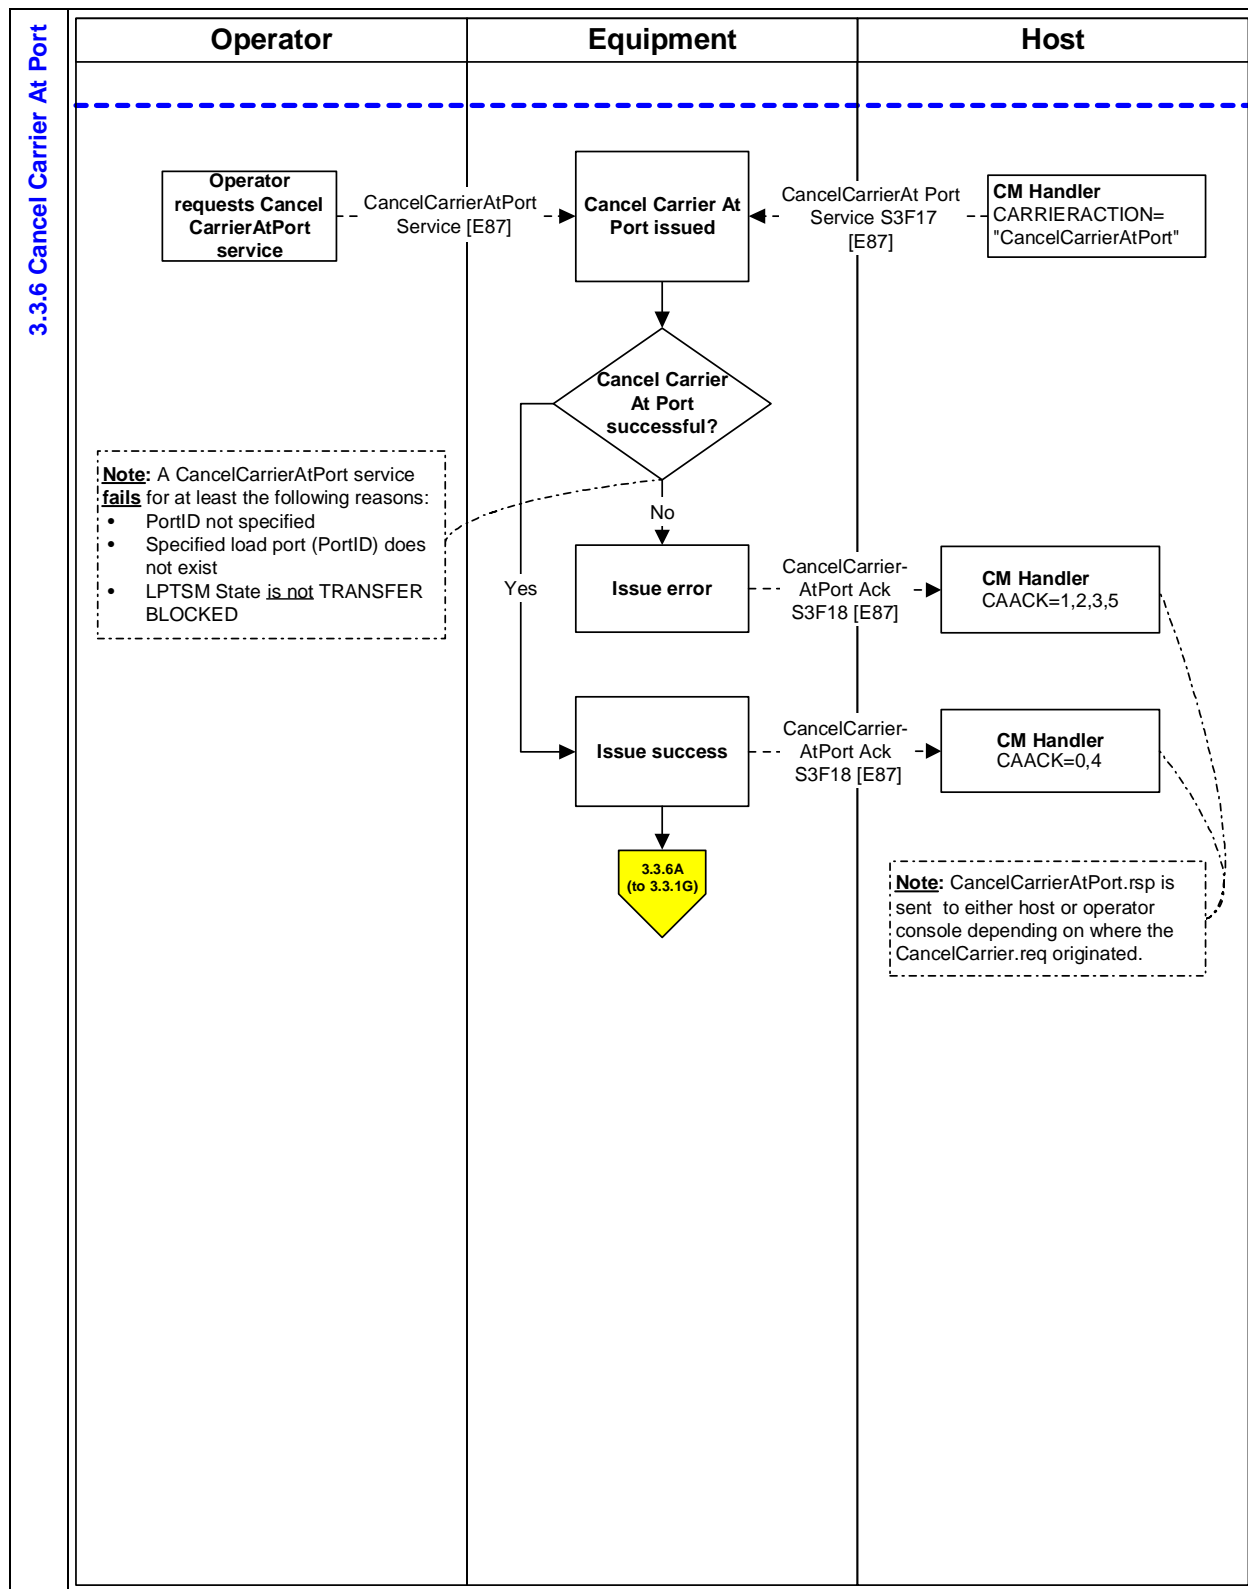 3.3.6 Cancel Carrier At Port
Operator
Equipment
Host
Operator
requests Cancel
CarrierAtPort
service
CancelCarrierAtPort
Service [E87]
Cancel Carrier At
Port issued
CancelCarrierAt Port
Service S3F17
[E87]
CM Handler
CARRIERACTION=
"CancelCarrierAtPort"
Cancel Carrier
At Port
successful?
Note: A CancelCarrierAtPort service
fails for at least the following reasons:
• PortID not specified
• Specified load port (PortID) does
not exist
• LPTSM State is not TRANSFER
BLOCKED
No
Yes
Issue error
CancelCarrier-
AtPort Ack
S3F18 [E87]
CM Handler
CAACK=1,2,3,5
Issue success
CancelCarrier-
AtPort Ack
S3F18 [E87]
CM Handler
CAACK=0,4
3.3.6A
(to 3.3.1G)
Note: CancelCarrierAtPort.rsp is
sent to either host or operator
console depending on where the
CancelCarrier.req originated.